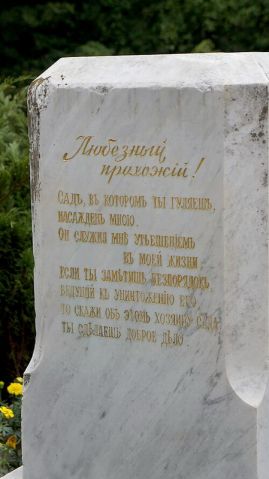 Любезный
прихожій!
Садъ, въ которомъ ты гуляешь,
насажденъ мною.
Онъ служилъ мнѣ утѣшеніемъ
въ моей жизни
если ты замѣтишь безпорядокъ,
ведущій къ уничтоженію его,
то скажи объ этомъ хозяину сада
ты сдѣлаешь доброе дѣло.